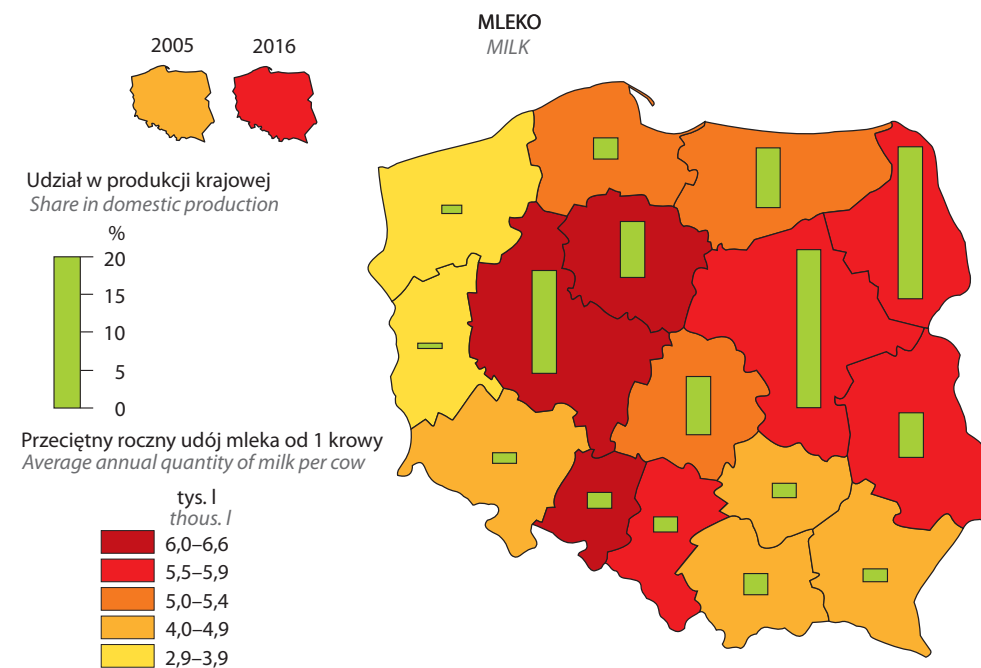 MLEKO
MILK
2005 2016
Udział w produkcji krajowej
Share in domestic production
%
20
15
10
5
0
Przeciętny roczny udój mleka od 1 krowy
Average annual quantity of milk per cow
tys. l
thous. l
6,0–6,6
5,5–5,9
5,0–5,4
4,0–4,9
2,9–3,9